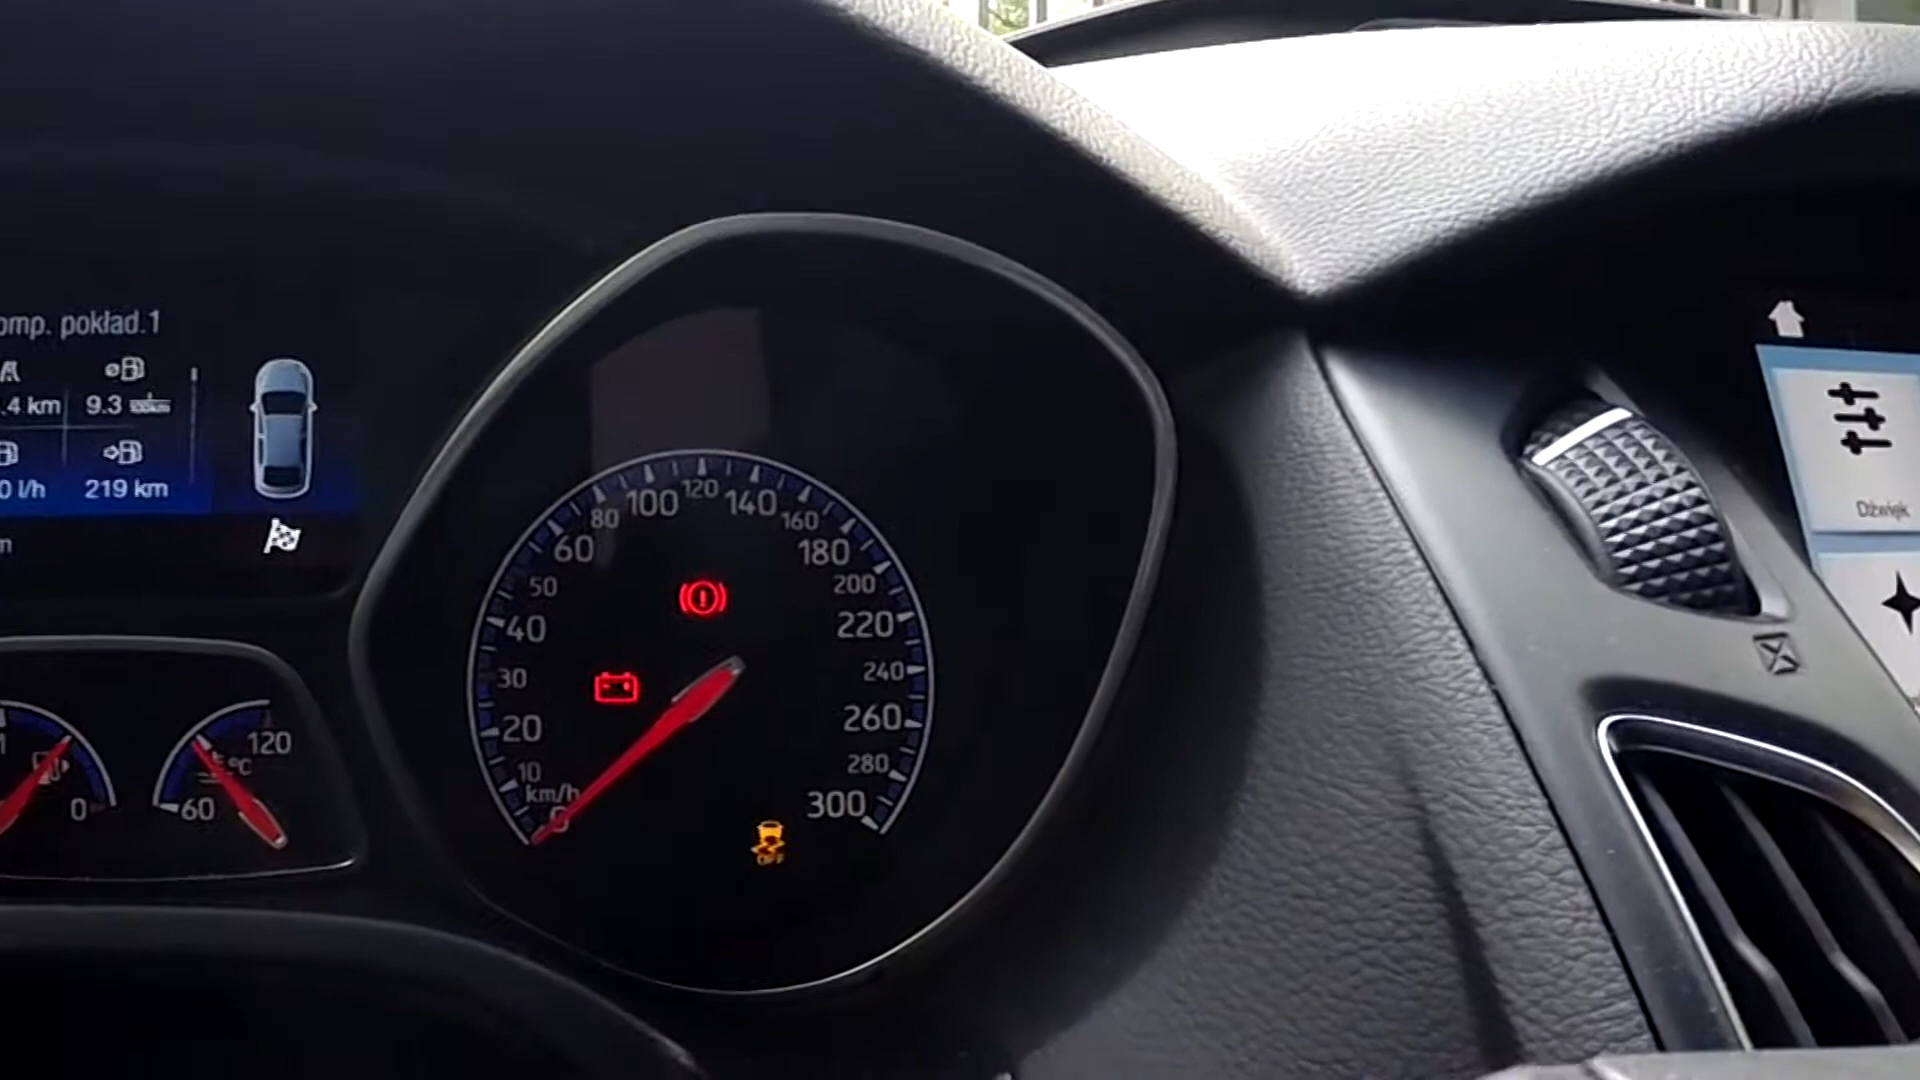 pokład.1
.4 km 9.3
0 l/h 219 km
100 120 140
80 160
60 180
50 200
40 220
30 240
20 260
10 280
km/h 300
0
OFF
1
0
°C
120
60
Dźwięk